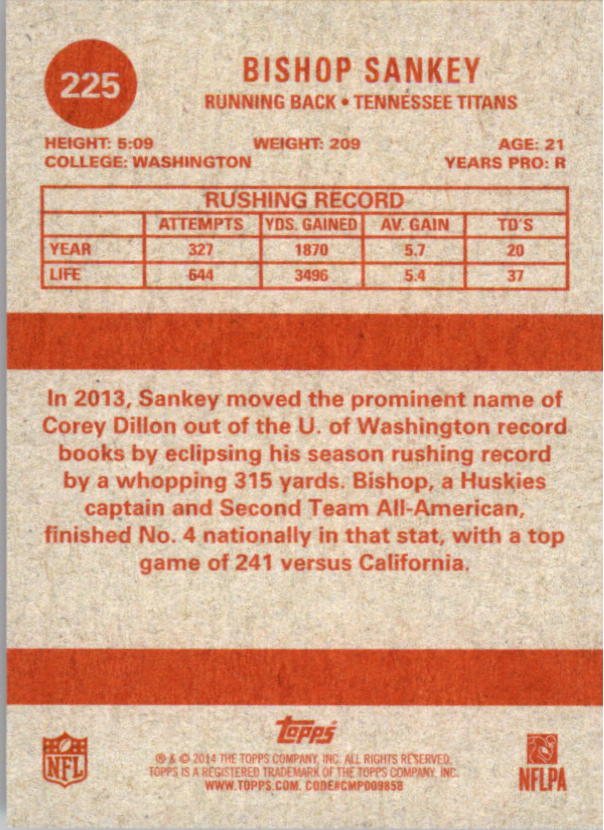 225
BISHOP SANKEY
RUNNING BACK • TENNESSEE TITANS
HEIGHT: 5:09 WEIGHT: 209 AGE: 21
COLLEGE: WASHINGTON YEARS PRO: R
RUSHING RECORD
ATTEMPTS YDS. GAINED AV. GAIN TD'S
YEAR 327 1870 5.7 20
LIFE 644 3496 5.4 37
In 2013, Sankey moved the prominent name of
Corey Dillon out of the U. of Washington record
books by eclipsing his season rushing record
by a whopping 315 yards. Bishop, a Huskies
captain and Second Team All-American,
finished No. 4 nationally in that stat, with a top
game of 241 versus California.
topps
® & © 2014 THE TOPPS COMPANY, INC. ALL RIGHTS RESERVED.
TOPPS IS A REGISTERED TRADEMARK OF THE TOPPS COMPANY, INC.
WWW.TOPPS.COM. CODE#CMP009858
NFL
NFLPA